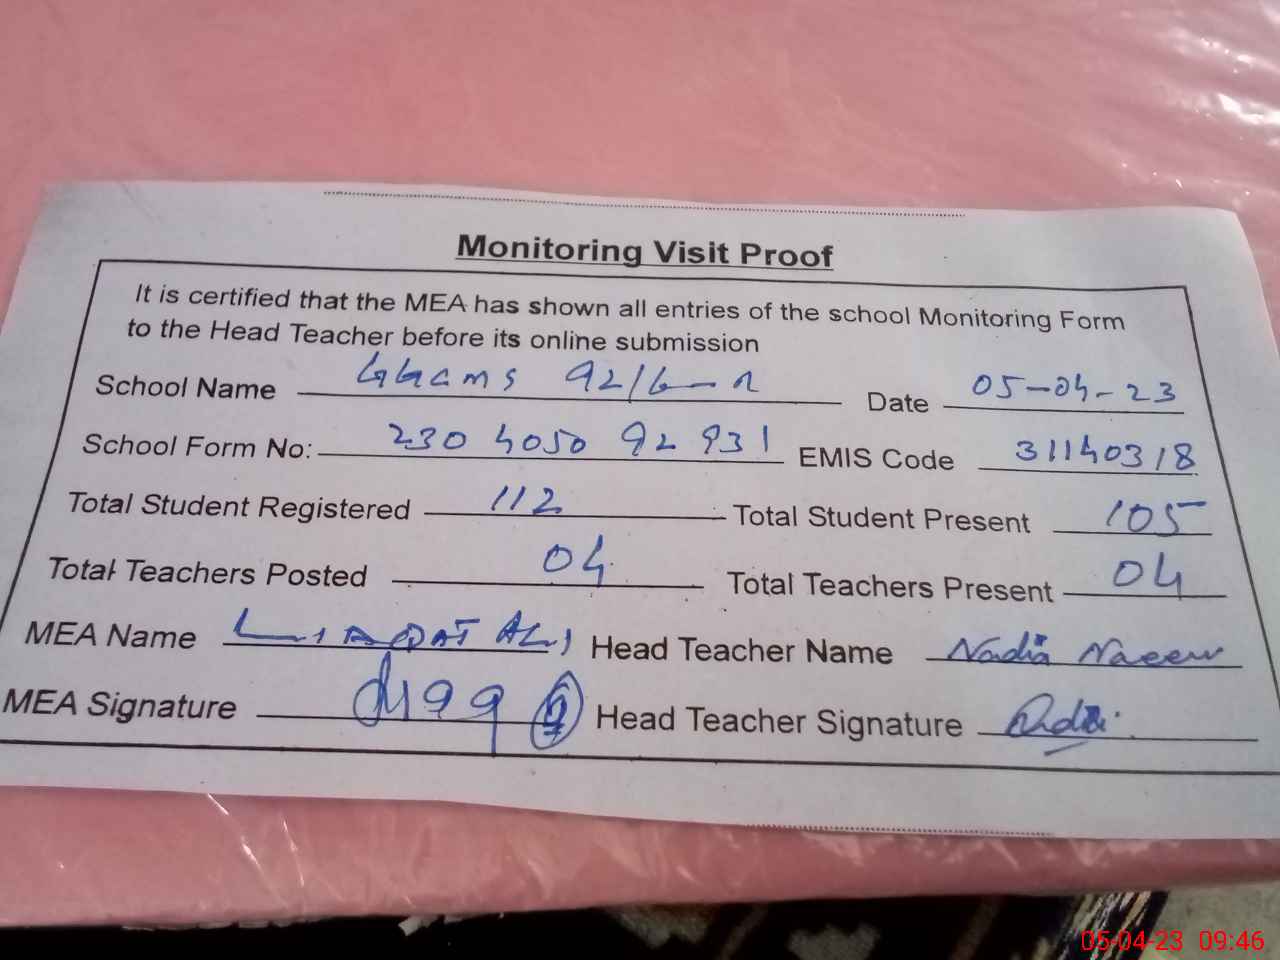 Monitoring Visit Proof
It is certified that the MEA has shown all entries of the school Monitoring Form
to the Head Teacher before its online submission
School Name 92/6-R Date 05-04-23
School Form No: 230 4050 92 931 EMIS Code 31140318
Total Student Registered 112 Total Student Present 105
Total Teachers Posted 04 Total Teachers Present 04
MEA Name LIAQAT ALI Head Teacher Name Nadia Naeem
MEA Signature Head Teacher Signature Nadia
05-04-23 09:46